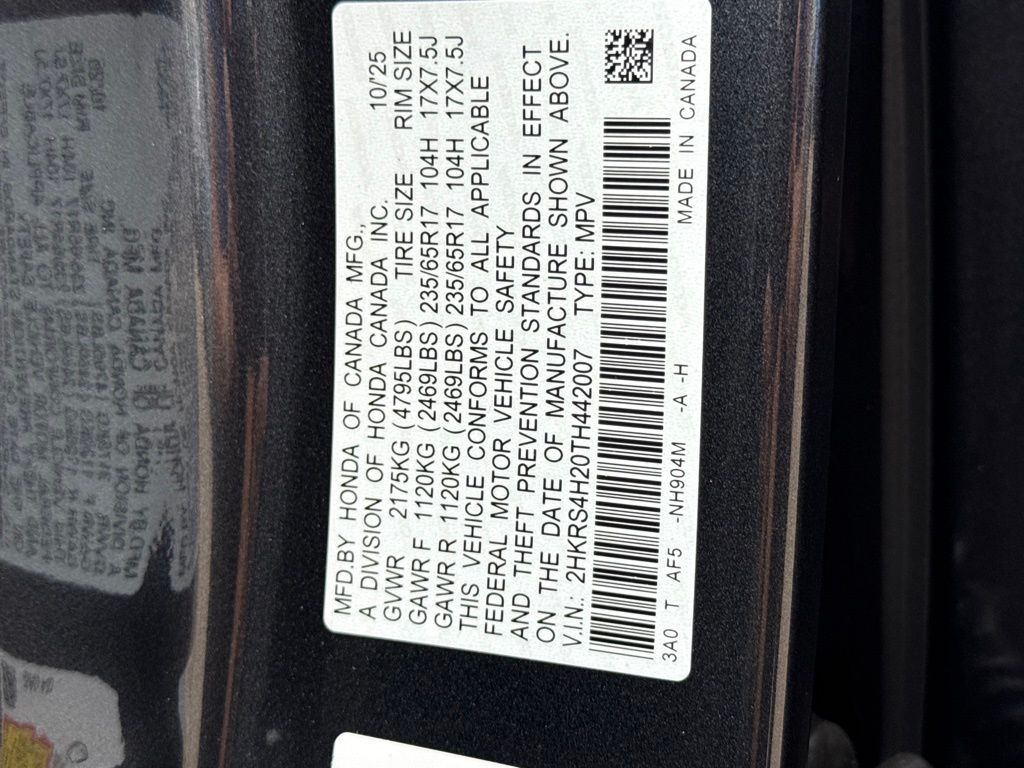 MFD.BY HONDA OF CANADA MFG.,
A DIVISION OF HONDA CANADA INC. 10/'25
GVWR 2175KG (4795LBS) TIRE SIZE RIM SIZE
GAWR F 1120KG (2469LBS) 235/65R17 104H 17X7.5J
GAWR R 1120KG (2469LBS) 235/65R17 104H 17X7.5J
THIS VEHICLE CONFORMS TO ALL APPLICABLE
FEDERAL MOTOR VEHICLE SAFETY
AND THEFT PREVENTION STANDARDS IN EFFECT
ON THE DATE OF MANUFACTURE SHOWN ABOVE.
V.I.N: 2HKRS4H20TH442007 TYPE: MPV
3A0 T AF5 -NH904M -A -H MADE IN CANADA